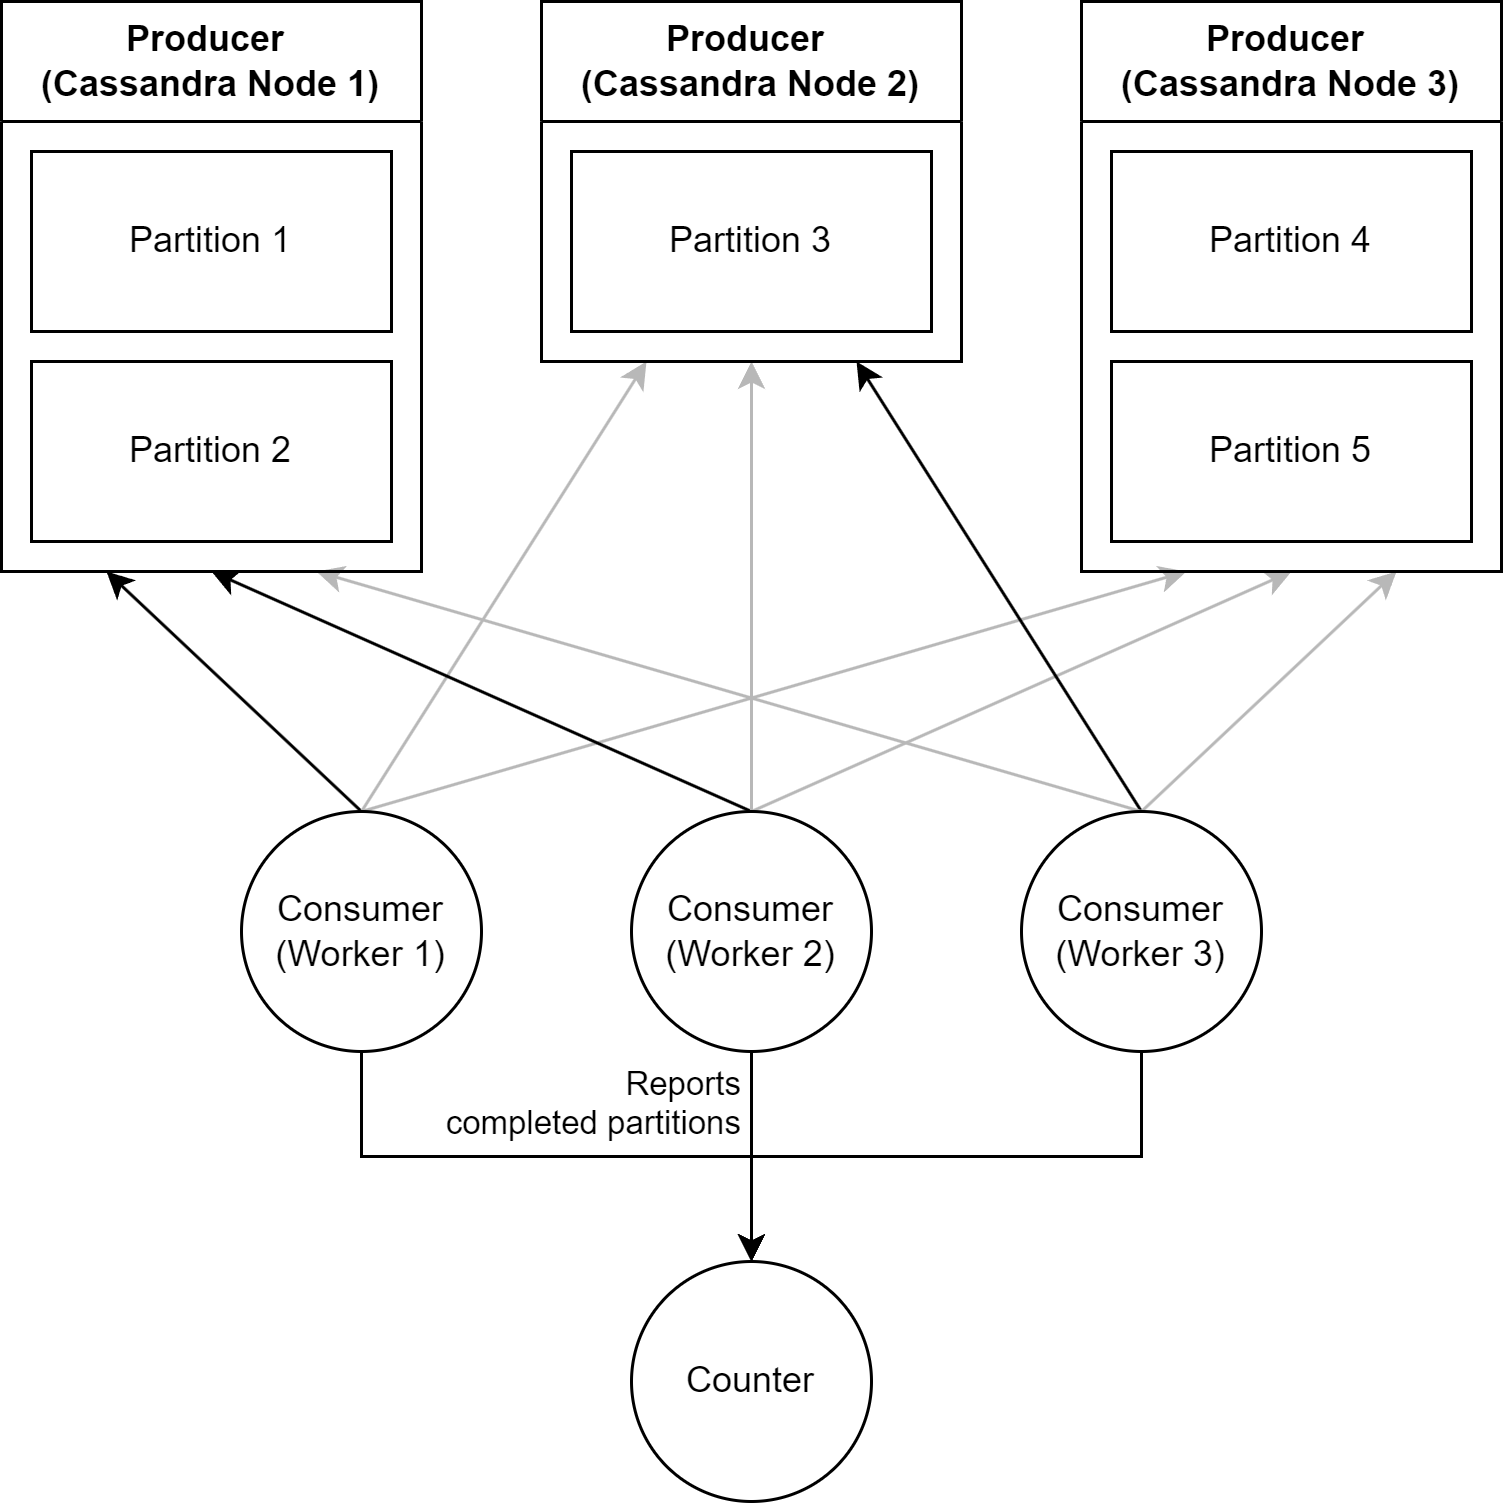 Producer
(Cassandra Node 1)
Partition 1
Partition 2
Producer
(Cassandra Node 2)
Partition 3
Producer
(Cassandra Node 3)
Partition 4
Partition 5
Consumer
(Worker 1)
Consumer
(Worker 2)
Consumer
(Worker 3)
Reports
completed partitions
Counter